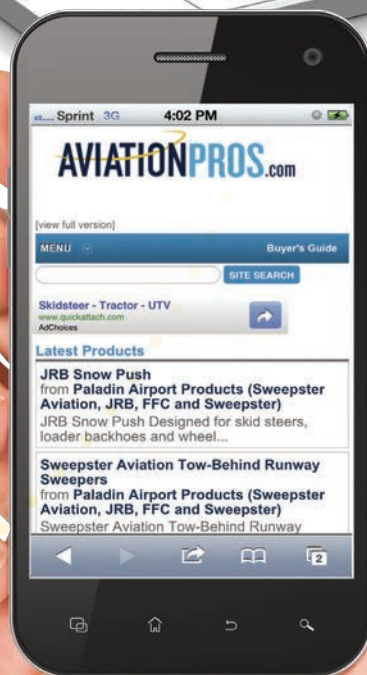 Sprint 3G 4:02 PM
AVIATIONPROS.com
[view full version]
MENU Buyer's Guide
SITE SEARCH
Skidsteer - Tractor - UTV
www.quickattach.com
AdChoices
Latest Products
JRB Snow Push
from Paladin Airport Products (Sweepster
Aviation, JRB, FFC and Sweepster)
JRB Snow Push Designed for skid steers,
loader backhoes and wheel...
Sweepster Aviation Tow-Behind Runway
Sweepers
from Paladin Airport Products (Sweepster
Aviation, JRB, FFC and Sweepster)
Sweepster Aviation Tow-Behind Runway
2